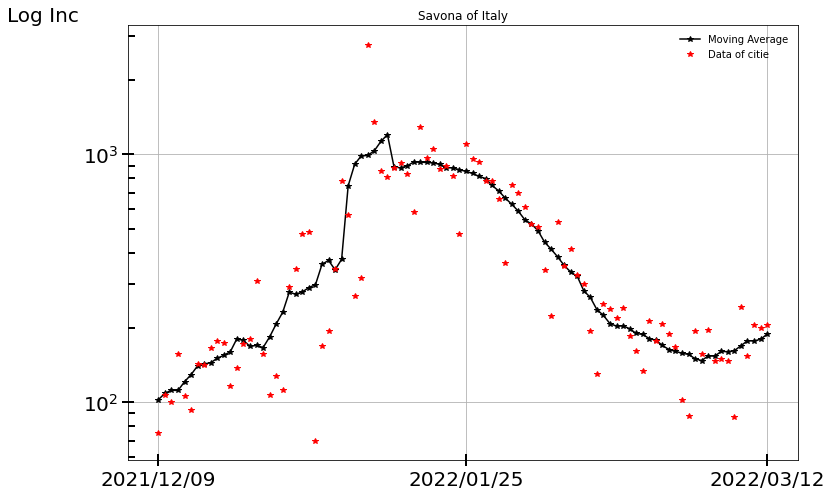 Log Inc
Savona of Italy
Moving Average
Data of citie
10³
10²
2021/12/09
2022/01/25
2022/03/12